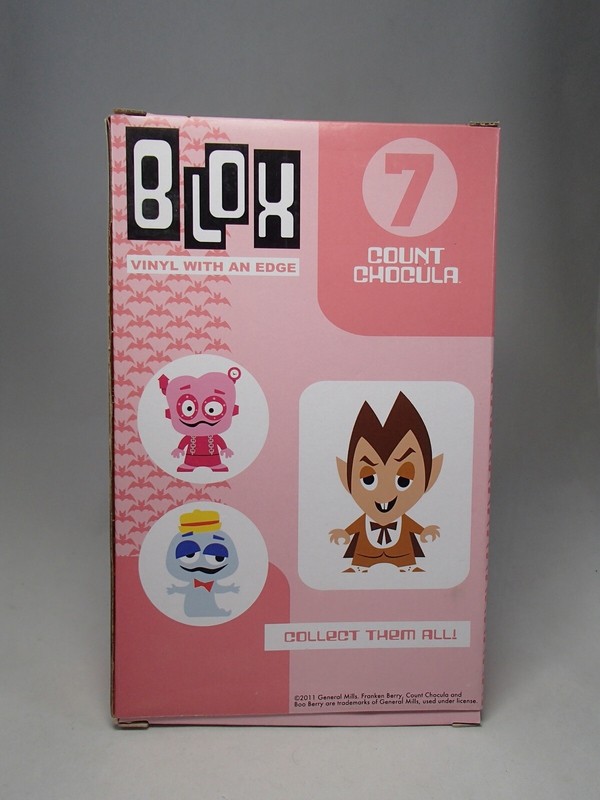 BLOX
VINYL WITH AN EDGE
7
COUNT
CHOCULA
COLLECT THEM ALL!
©2011 General Mills. Franken Berry, Count Chocula and
Boo Berry are trademarks of General Mills, used under license.